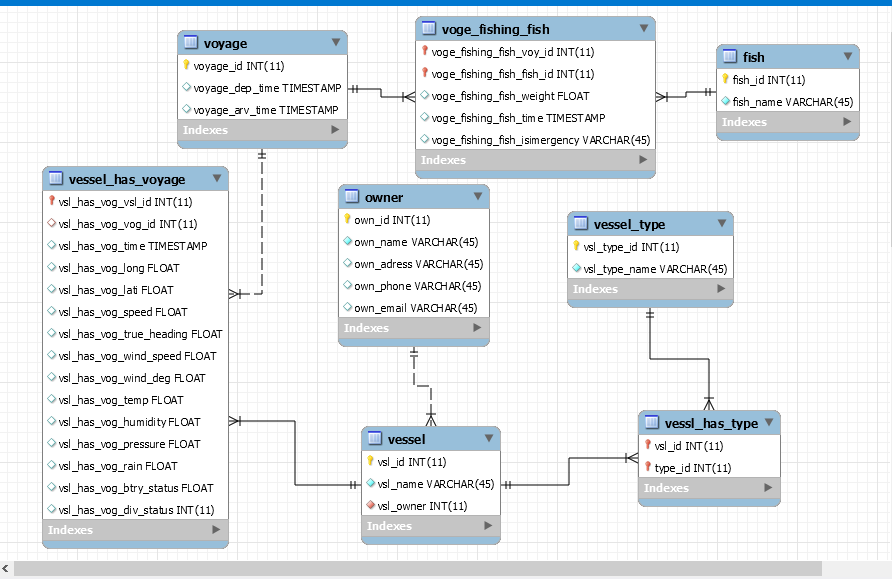 voyage
voyage_id INT(11)
voyage_dep_time TIMESTAMP
voyage_arv_time TIMESTAMP
Indexes
voge_fishing_fish
voge_fishing_fish_voy_id INT(11)
voge_fishing_fish_fish_id INT(11)
voge_fishing_fish_weight FLOAT
voge_fishing_fish_time TIMESTAMP
voge_fishing_fish_isimergency VARCHAR(45)
Indexes
fish
fish_id INT(11)
fish_name VARCHAR(45)
Indexes
vessel_has_voyage
vsl_has_vog_vsl_id INT(11)
vsl_has_vog_vog_id INT(11)
vsl_has_vog_time TIMESTAMP
vsl_has_vog_long FLOAT
vsl_has_vog_lati FLOAT
vsl_has_vog_speed FLOAT
vsl_has_vog_true_heading FLOAT
vsl_has_vog_wind_speed FLOAT
vsl_has_vog_wind_deg FLOAT
vsl_has_vog_temp FLOAT
vsl_has_vog_humidity FLOAT
vsl_has_vog_pressure FLOAT
vsl_has_vog_rain FLOAT
vsl_has_vog_btry_status FLOAT
vsl_has_vog_div_status INT(11)
Indexes
owner
own_id INT(11)
own_name VARCHAR(45)
own_adress VARCHAR(45)
own_phone VARCHAR(45)
own_email VARCHAR(45)
Indexes
vessel_type
vsl_type_id INT(11)
vsl_type_name VARCHAR(45)
Indexes
vessel
vsl_id INT(11)
vsl_name VARCHAR(45)
vsl_owner INT(11)
Indexes
vessl_has_type
vsl_id INT(11)
type_id INT(11)
Indexes